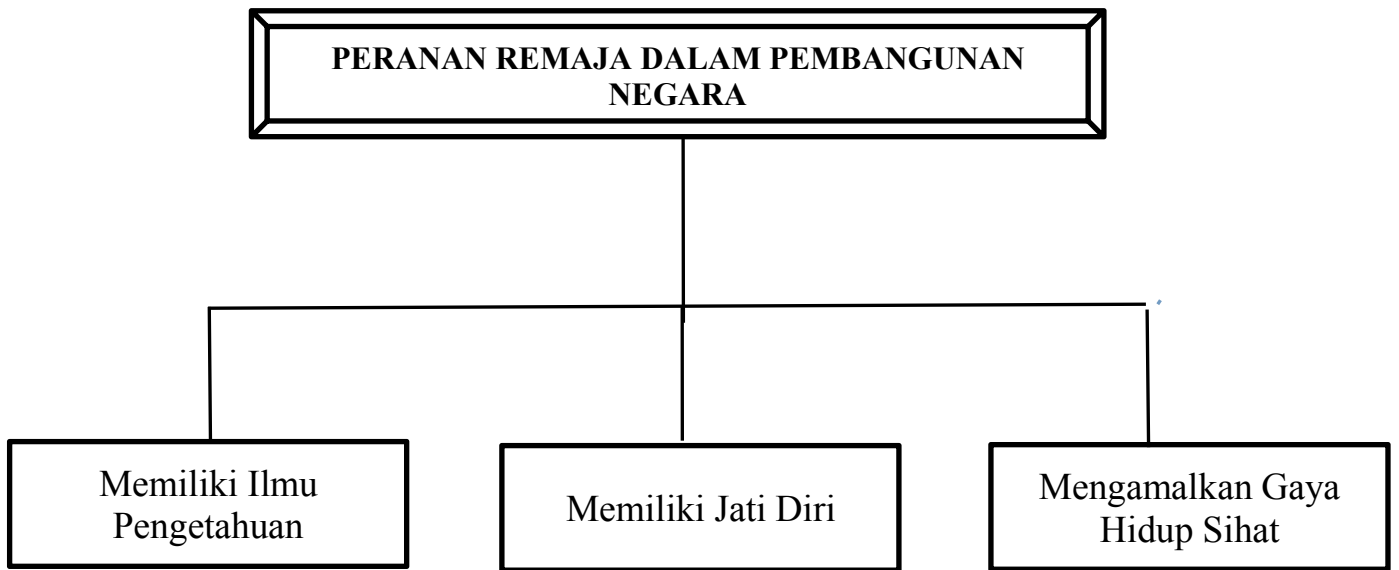 PERANAN REMAJA DALAM PEMBANGUNAN
NEGARA
Memiliki Ilmu
Pengetahuan
Memiliki Jati Diri
Mengamalkan Gaya
Hidup Sihat